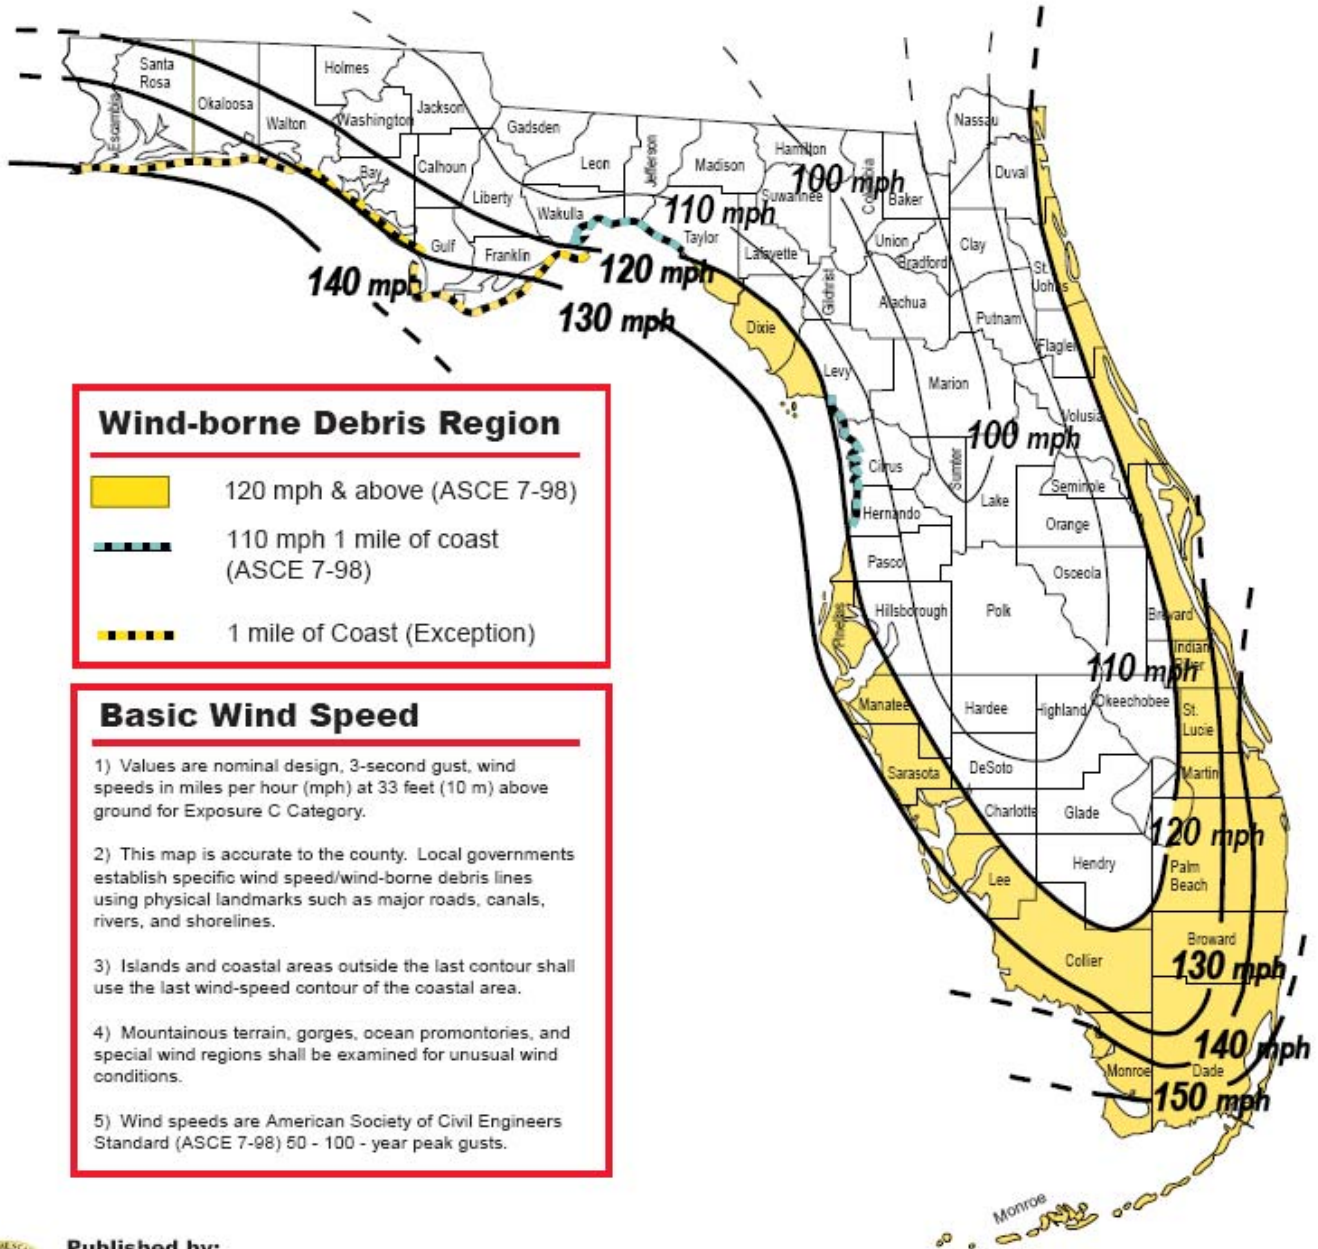 Santa
Rosa
Escambia
Okaloosa
Walton
Holmes
Washington
Jackson
Bay
Calhoun
Gulf
Liberty
Franklin
Gadsden
Leon
Wakulla
Jefferson
Madison
Taylor
Hamilton
Suwannee
Lafayette
Dixie
Columbia
Baker
Union
Bradford
Gilchrist
Alachua
Nassau
Duval
Clay
St.
Johns
Putnam
Flagler
Levy
Marion
Volusia
Citrus
Sumter
Lake
Seminole
Orange
Hernando
Pasco
Osceola
Pinellas
Hillsborough
Polk
Brevard
Indian
River
Manatee
Hardee
Highland
Okeechobee
St.
Lucie
Sarasota
DeSoto
Martin
Charlotte
Glade
Lee
Hendry
Palm
Beach
Broward
Collier
Monroe
Dade
Monroe
100 mph
110 mph
120 mph
130 mph
140 mph
100 mph
110 mph
120 mph
130 mph
140 mph
150 mph
Wind-borne Debris Region
120 mph & above (ASCE 7-98)
110 mph 1 mile of coast
(ASCE 7-98)
1 mile of Coast (Exception)
Basic Wind Speed
1) Values are nominal design, 3-second gust, wind
speeds in miles per hour (mph) at 33 feet (10 m) above
ground for Exposure C Category.
2) This map is accurate to the county. Local governments
establish specific wind speed/wind-borne debris lines
using physical landmarks such as major roads, canals,
rivers, and shorelines.
3) Islands and coastal areas outside the last contour shall
use the last wind-speed contour of the coastal area.
4) Mountainous terrain, gorges, ocean promontories, and
special wind regions shall be examined for unusual wind
conditions.
5) Wind speeds are American Society of Civil Engineers
Standard (ASCE 7-98) 50 - 100 - year peak gusts.
Published by: